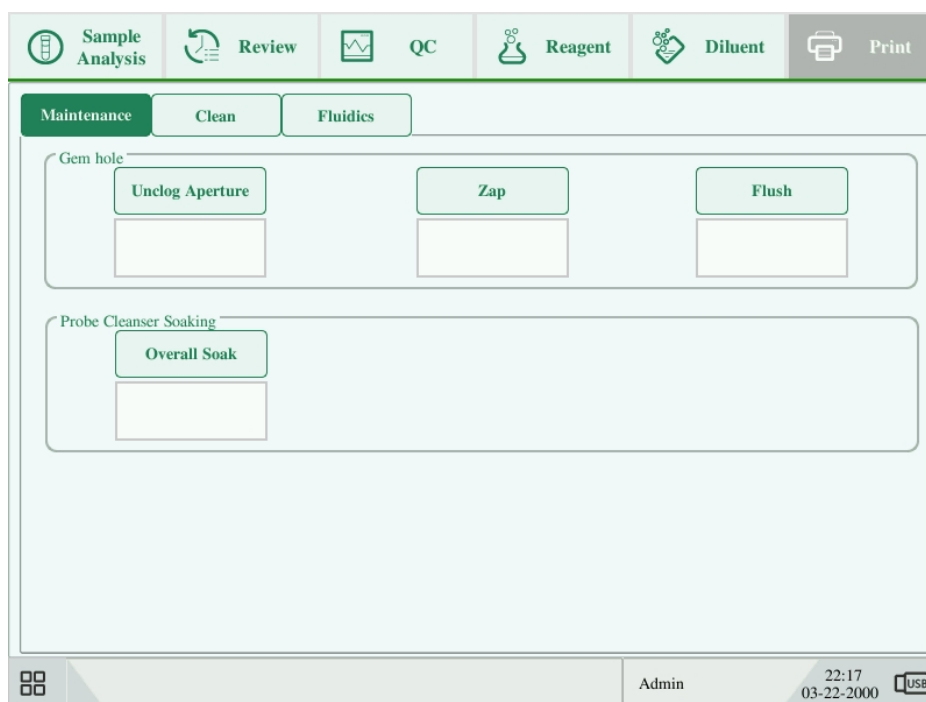 Sample
Analysis
Review
QC
Reagent
Diluent
Print
Maintenance
Clean
Fluidics
Gem hole
Unclog Aperture
Zap
Flush
Probe Cleanser Soaking
Overall Soak
Admin
22:17
03-22-2000
USB